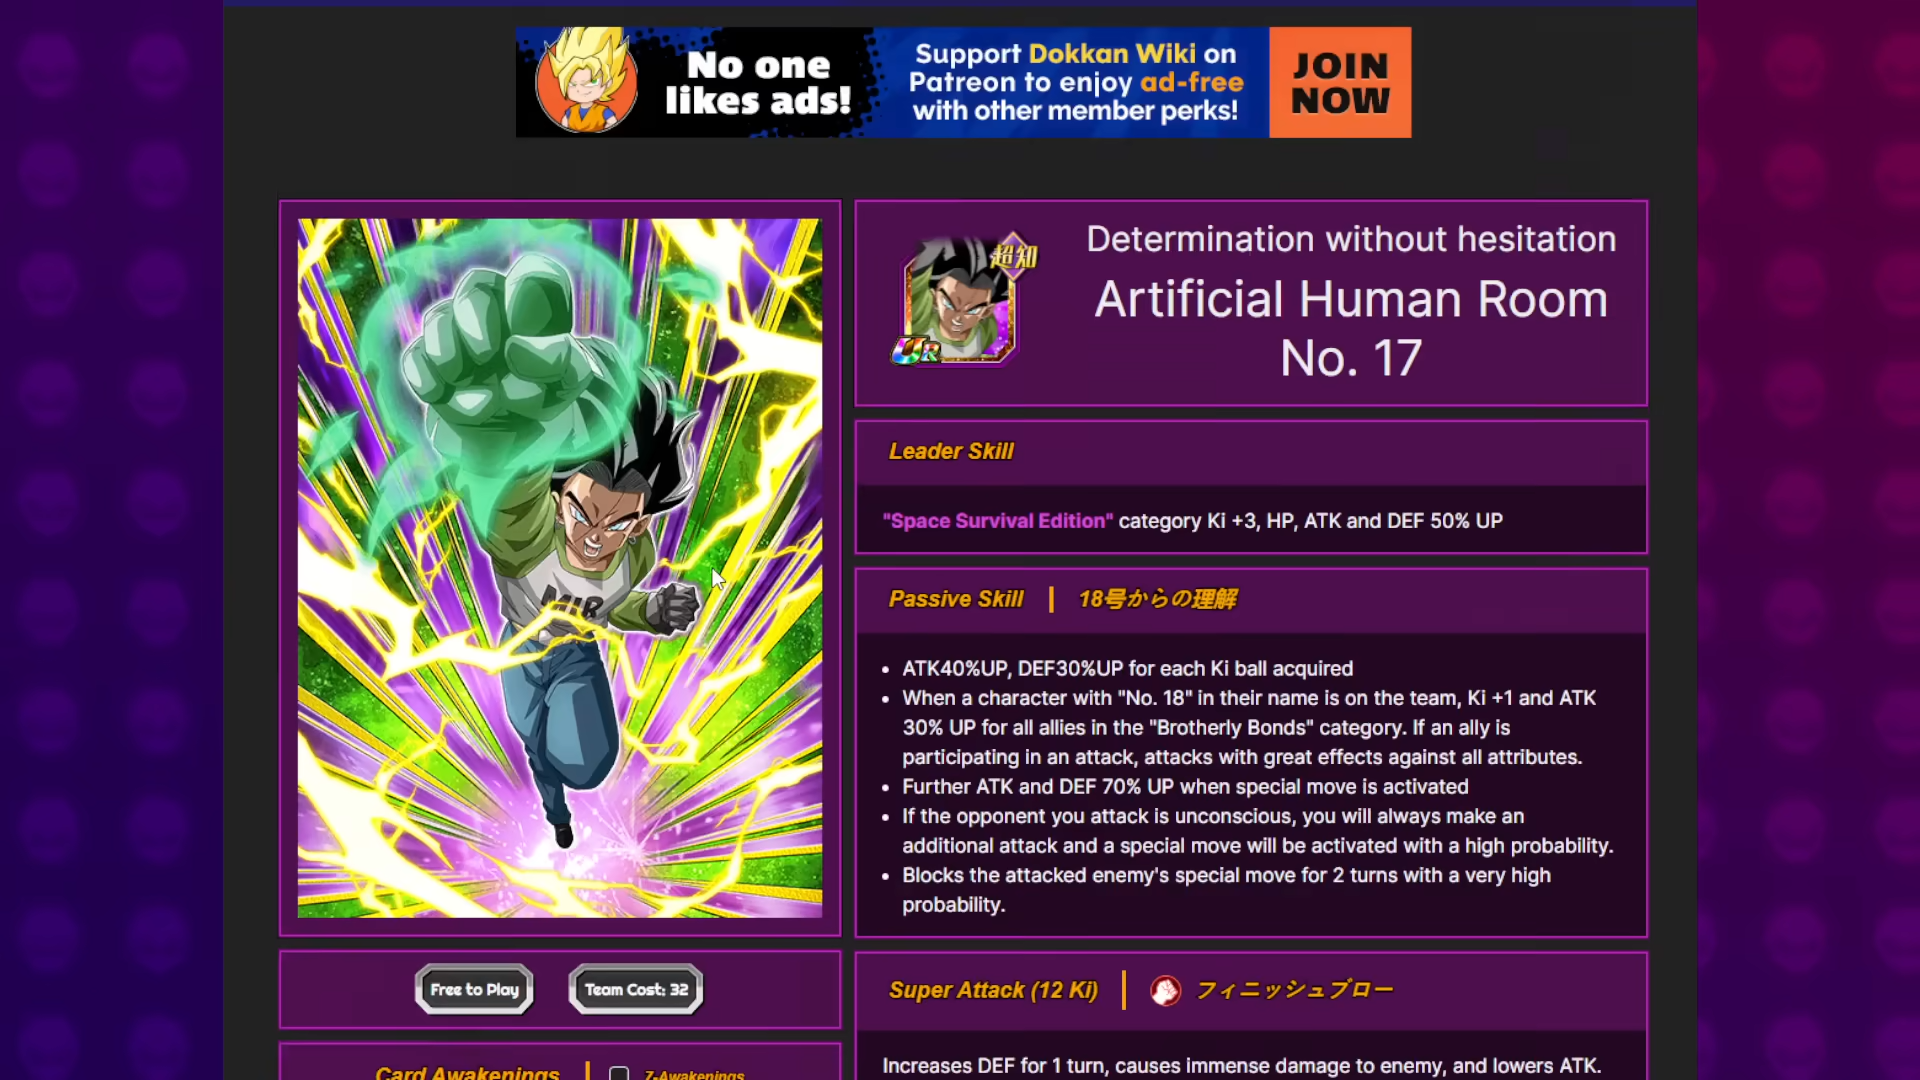 No one
likes ads!
Support Dokkan Wiki on
Patreon to enjoy ad-free
with other member perks!
JOIN
NOW
超知
UR
MIR
Determination without hesitation
Artificial Human Room
No. 17
Leader Skill
"Space Survival Edition" category Ki +3, HP, ATK and DEF 50% UP
Passive Skill | 18号からの理解
• ATK40%UP, DEF30%UP for each Ki ball acquired
• When a character with "No. 18" in their name is on the team, Ki +1 and ATK
30% UP for all allies in the "Brotherly Bonds" category. If an ally is
participating in an attack, attacks with great effects against all attributes.
• Further ATK and DEF 70% UP when special move is activated
• If the opponent you attack is unconscious, you will always make an
additional attack and a special move will be activated with a high probability.
• Blocks the attacked enemy's special move for 2 turns with a very high
probability.
Free to Play
Team Cost: 32
Super Attack (12 Ki) | フィニッシュブロー
Increases DEF for 1 turn, causes immense damage to enemy, and lowers ATK.
Card Awakenings | Z-Awakenings